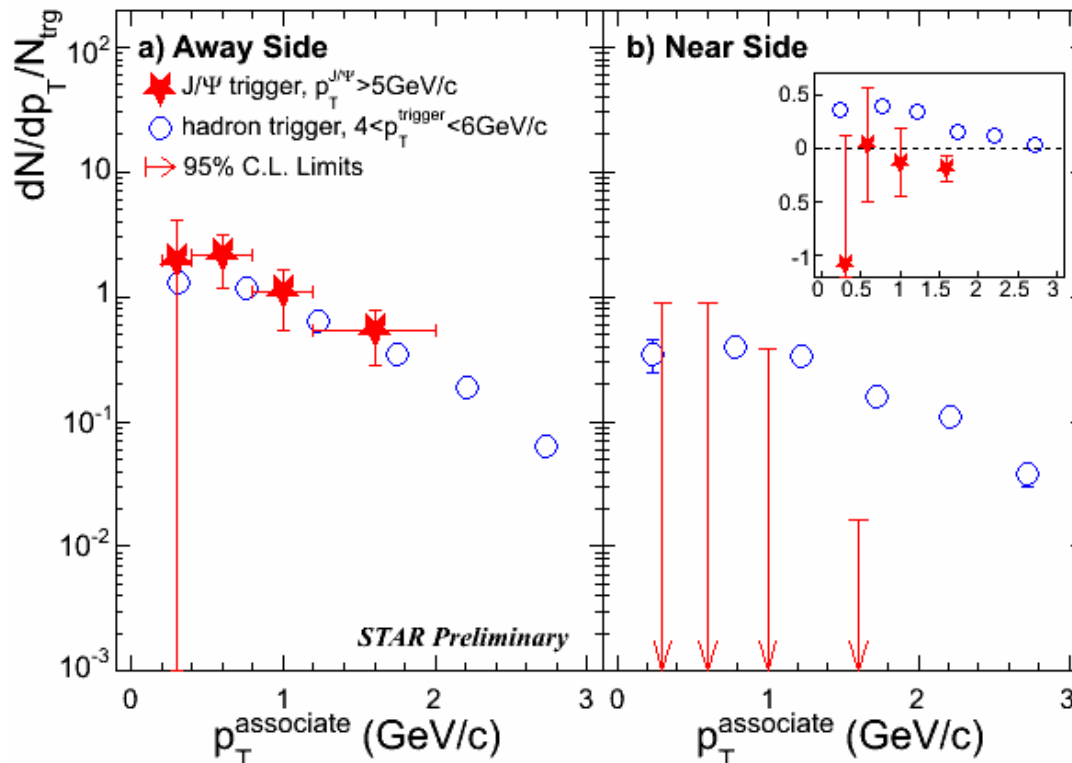 dN/dp_T/N_trg
10^2
10
1
10^-1
10^-2
10^-3
a) Away Side
J/Ψ trigger, p_T^J/Ψ>5GeV/c
hadron trigger, 4<p_T^trigger<6GeV/c
95% C.L. Limits
STAR Preliminary
0 1 2 3
p_T^associate (GeV/c)
b) Near Side
0.5
0
0.5
-1
0 0.5 1 1.5 2 2.5 3
0 1 2 3
p_T^associate (GeV/c)